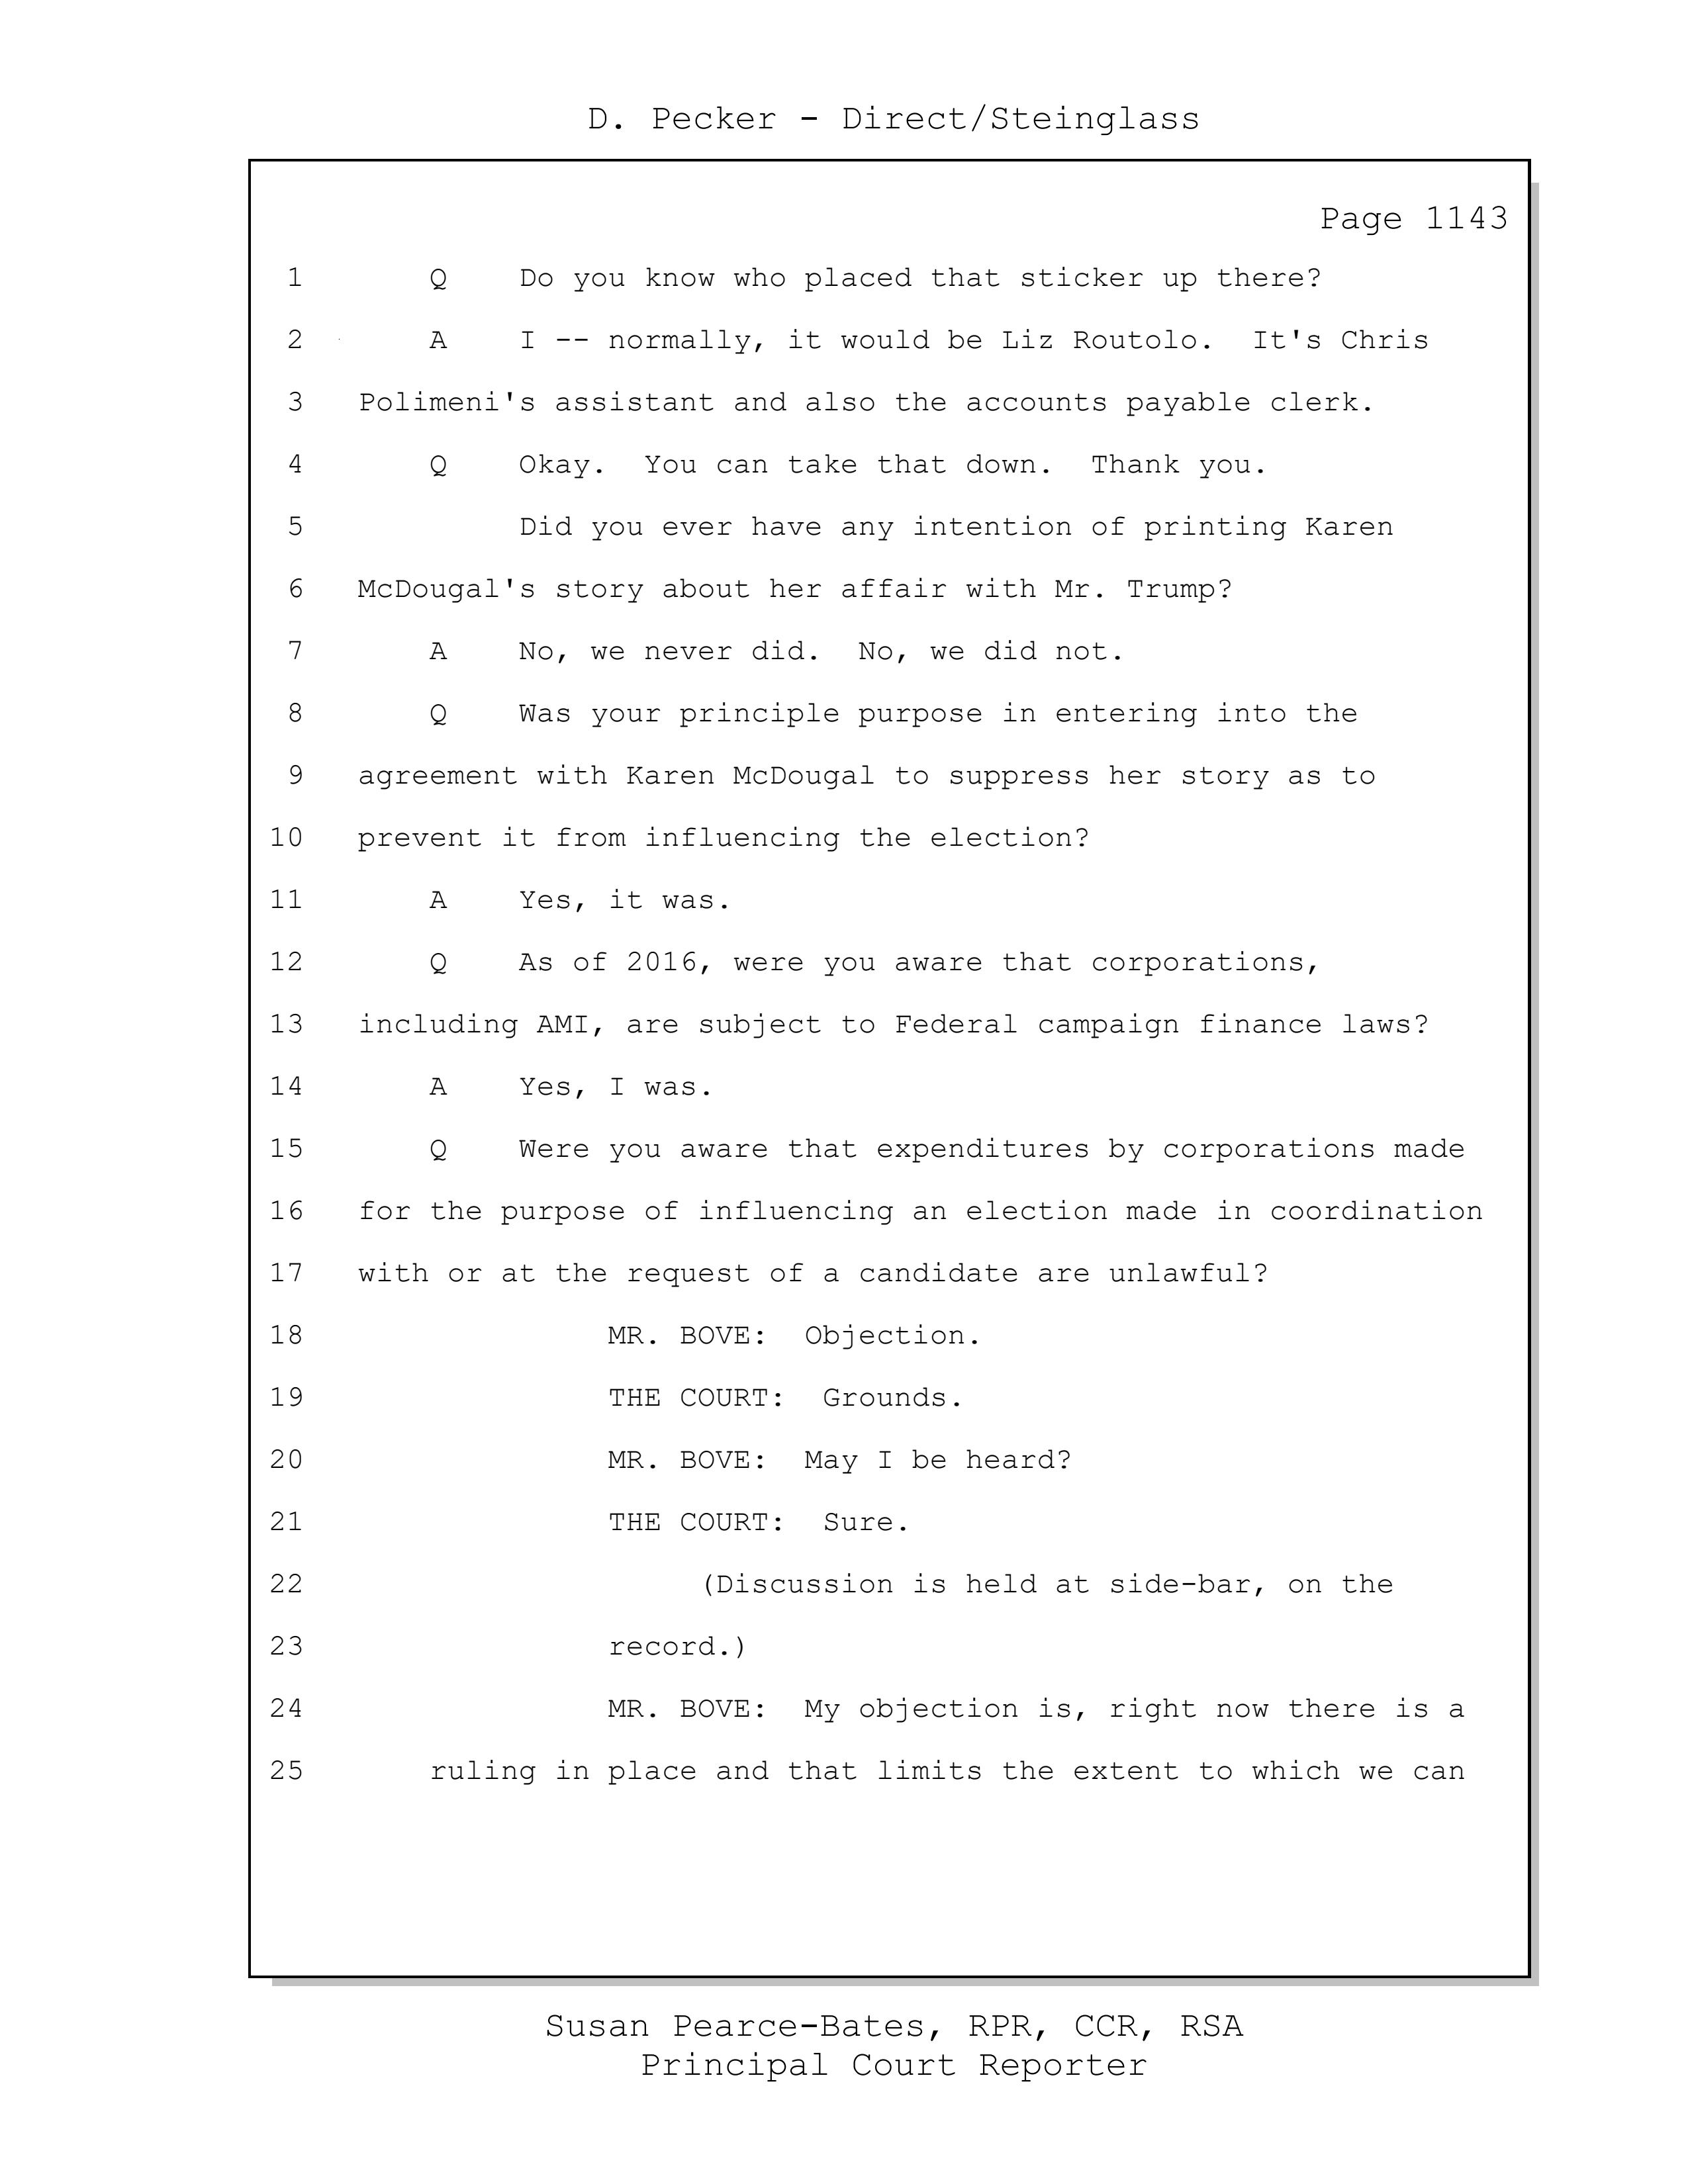 D. Pecker - Direct/Steinglass
Page 1143
1 Q Do you know who placed that sticker up there?
2 A I -- normally, it would be Liz Routolo. It's Chris
3 Polimeni's assistant and also the accounts payable clerk.
4 Q Okay. You can take that down. Thank you.
5 Did you ever have any intention of printing Karen
6 McDougal's story about her affair with Mr. Trump?
7 A No, we never did. No, we did not.
8 Q Was your principle purpose in entering into the
9 agreement with Karen McDougal to suppress her story as to
10 prevent it from influencing the election?
11 A Yes, it was.
12 Q As of 2016, were you aware that corporations,
13 including AMI, are subject to Federal campaign finance laws?
14 A Yes, I was.
15 Q Were you aware that expenditures by corporations made
16 for the purpose of influencing an election made in coordination
17 with or at the request of a candidate are unlawful?
18 MR. BOVE: Objection.
19 THE COURT: Grounds.
20 MR. BOVE: May I be heard?
21 THE COURT: Sure.
22 (Discussion is held at side-bar, on the
23 record.)
24 MR. BOVE: My objection is, right now there is a
25 ruling in place and that limits the extent to which we can
Susan Pearce-Bates, RPR, CCR, RSA
Principal Court Reporter